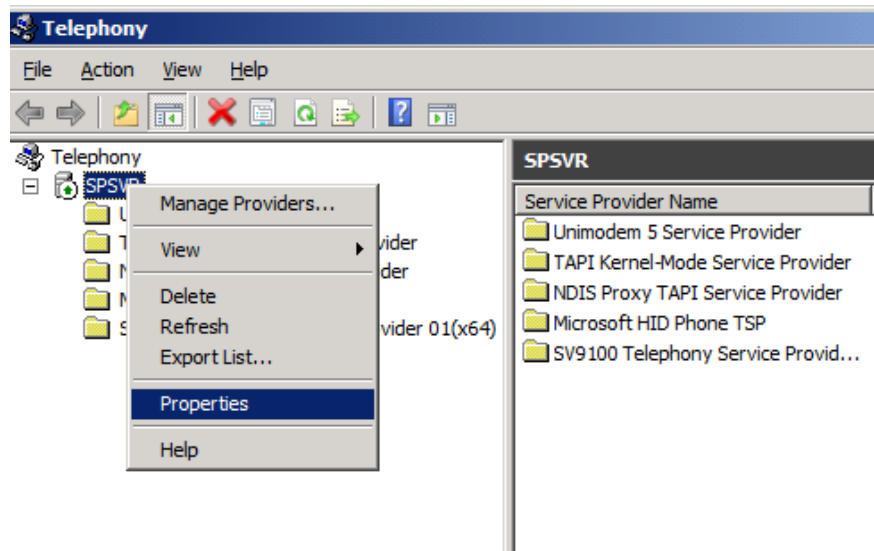 Telephony
File Action View Help
Telephony
SPSVR
Manage Providers...
View
Delete
Refresh
Export List...
Properties
Help
vider
der
vider 01(x64)
SPSVR
Service Provider Name
Unimodem 5 Service Provider
TAPI Kernel-Mode Service Provider
NDIS Proxy TAPI Service Provider
Microsoft HID Phone TSP
SV9100 Telephony Service Provid...